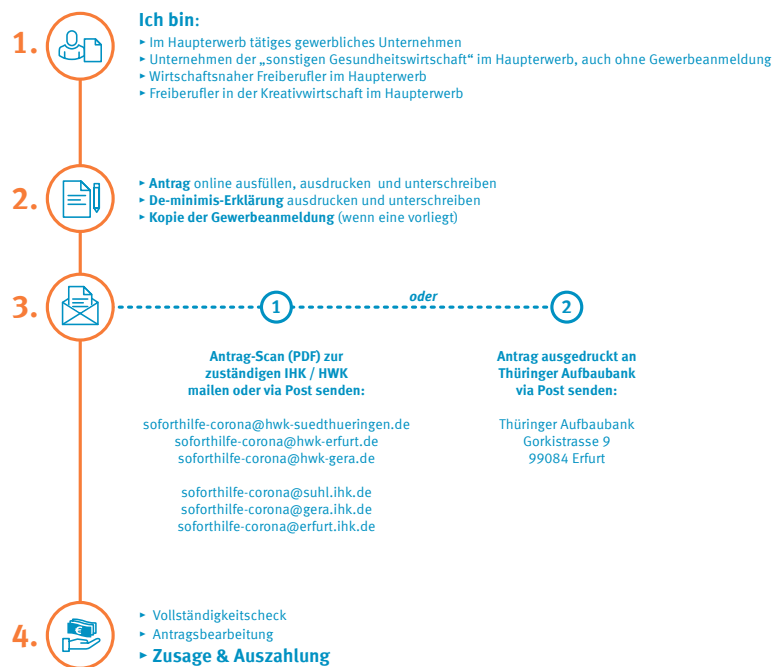 Ich bin:
1.
► Im Haupterwerb tätiges gewerbliches Unternehmen
► Unternehmen der „sonstigen Gesundheitswirtschaft“ im Haupterwerb, auch ohne Gewerbeanmeldung
► Wirtschaftsnaher Freiberufler im Haupterwerb
► Freiberufler in der Kreativwirtschaft im Haupterwerb
2.
► Antrag online ausfüllen, ausdrucken und unterschreiben
► De-minimis-Erklärung ausdrucken und unterschreiben
► Kopie der Gewerbeanmeldung (wenn eine vorliegt)
3.
1
oder
2
Antrag-Scan (PDF) zur
zuständigen IHK / HWK
mailen oder via Post senden:
soforthilfe-corona@hwk-suedthueringen.de
soforthilfe-corona@hwk-erfurt.de
soforthilfe-corona@hwk-gera.de
soforthilfe-corona@suhl.ihk.de
soforthilfe-corona@gera.ihk.de
soforthilfe-corona@erfurt.ihk.de
Antrag ausgedruckt an
Thüringer Aufbaubank
via Post senden:
Thüringer Aufbaubank
Gorkistrasse 9
99084 Erfurt
4.
► Vollständigkeitscheck
► Antragsbearbeitung
► Zusage & Auszahlung